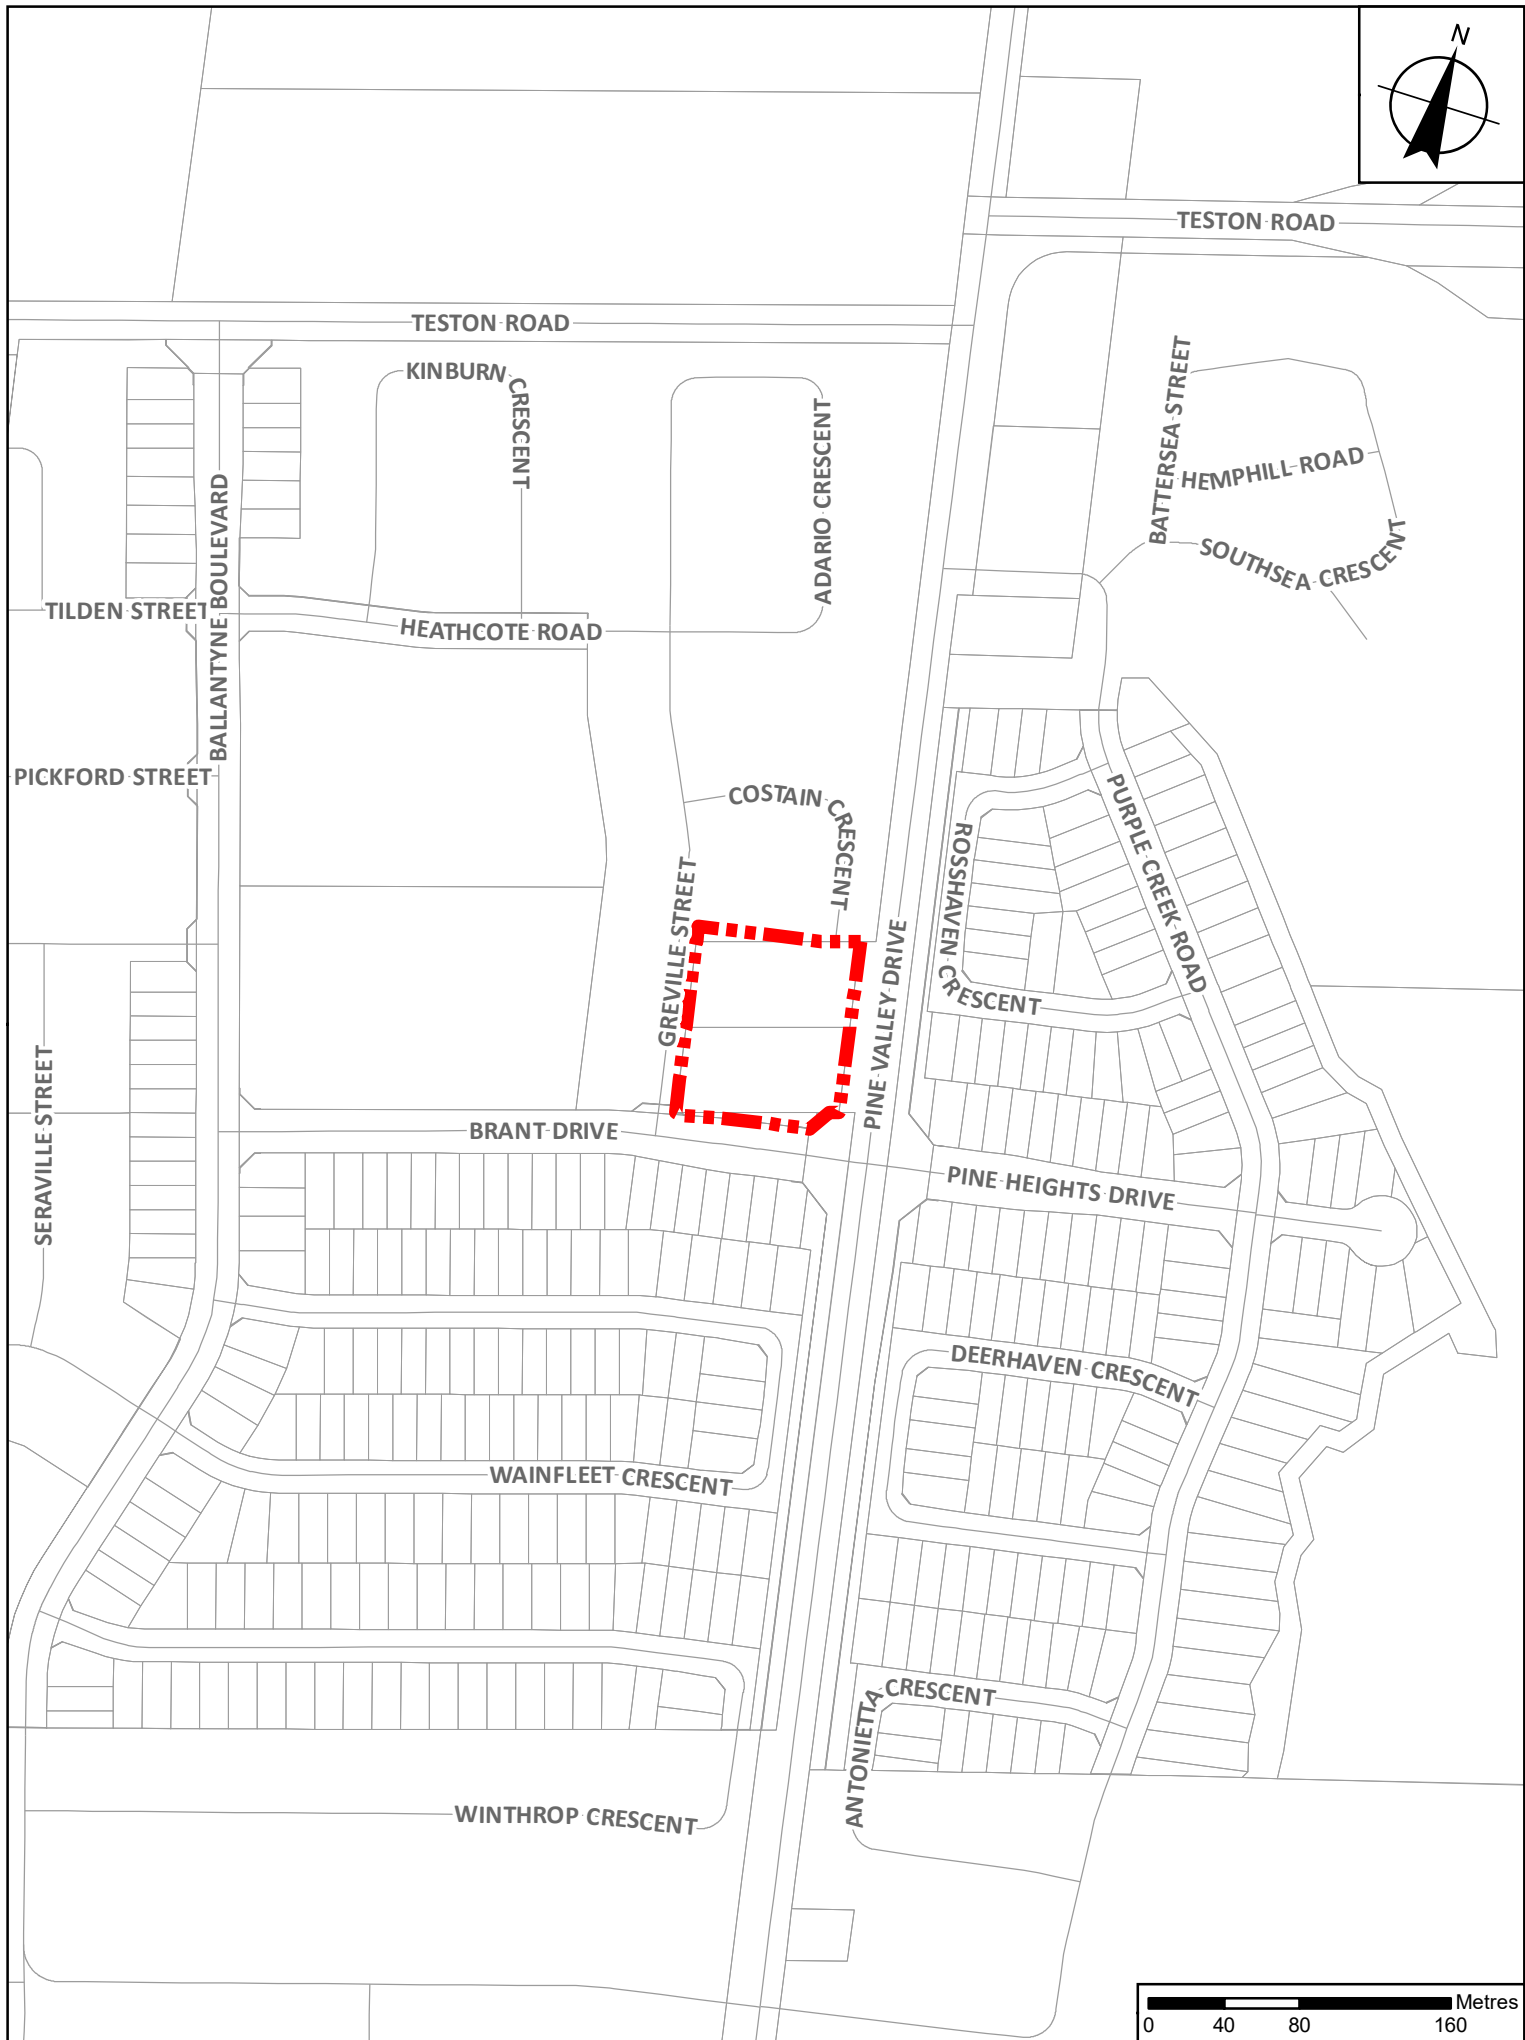 N
TESTON ROAD
TESTON ROAD
KINBURN CRESCENT
ADARIO CRESCENT
BATTERSEA STREET
HEMPHILL ROAD
SOUTHSEA CRESCENT
BALLANTYNE BOULEVARD
TILDEN STREET
HEATHCOTE ROAD
PICKFORD STREET
COSTAIN CRESCENT
PURPLE CREEK ROAD
ROSSHAVEN CRESCENT
GREVILLE STREET
PINE VALLEY DRIVE
SERAVILLE STREET
BRANT DRIVE
PINE HEIGHTS DRIVE
DEERHAVEN CRESCENT
WAINFLEET CRESCENT
ANTONIETTA CRESCENT
WINTHROP CRESCENT
Metres
0 40 80 160